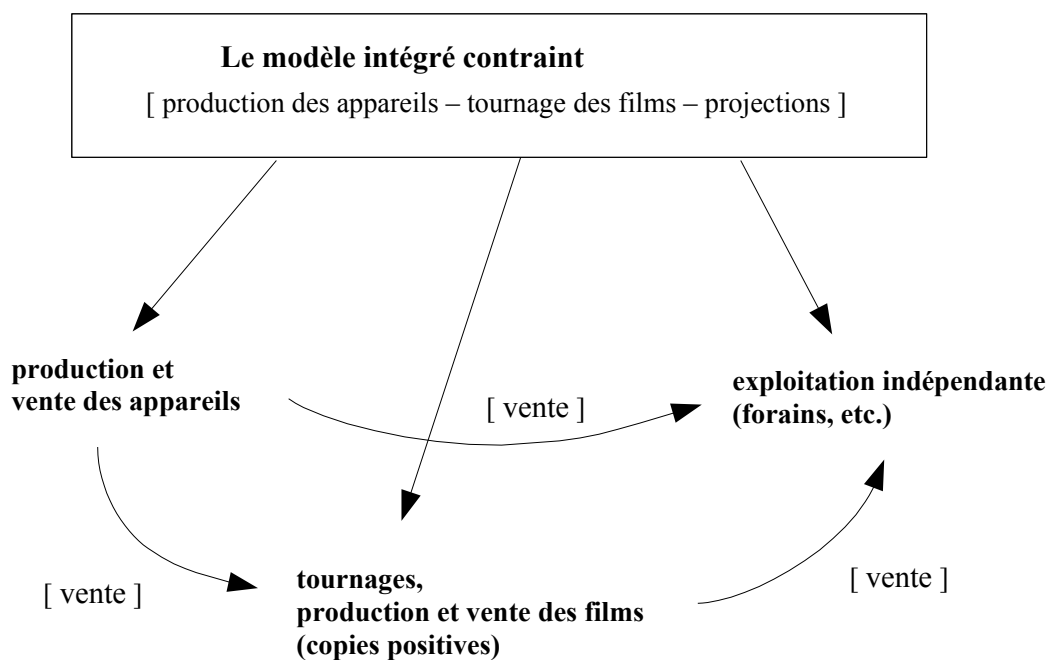 Le modèle intégré contraint
[ production des appareils – tournage des films – projections ]
production et
vente des appareils
[ vente ]
exploitation indépendante
(forains, etc.)
[ vente ]
tournages,
production et vente des films
(copies positives)
[ vente ]